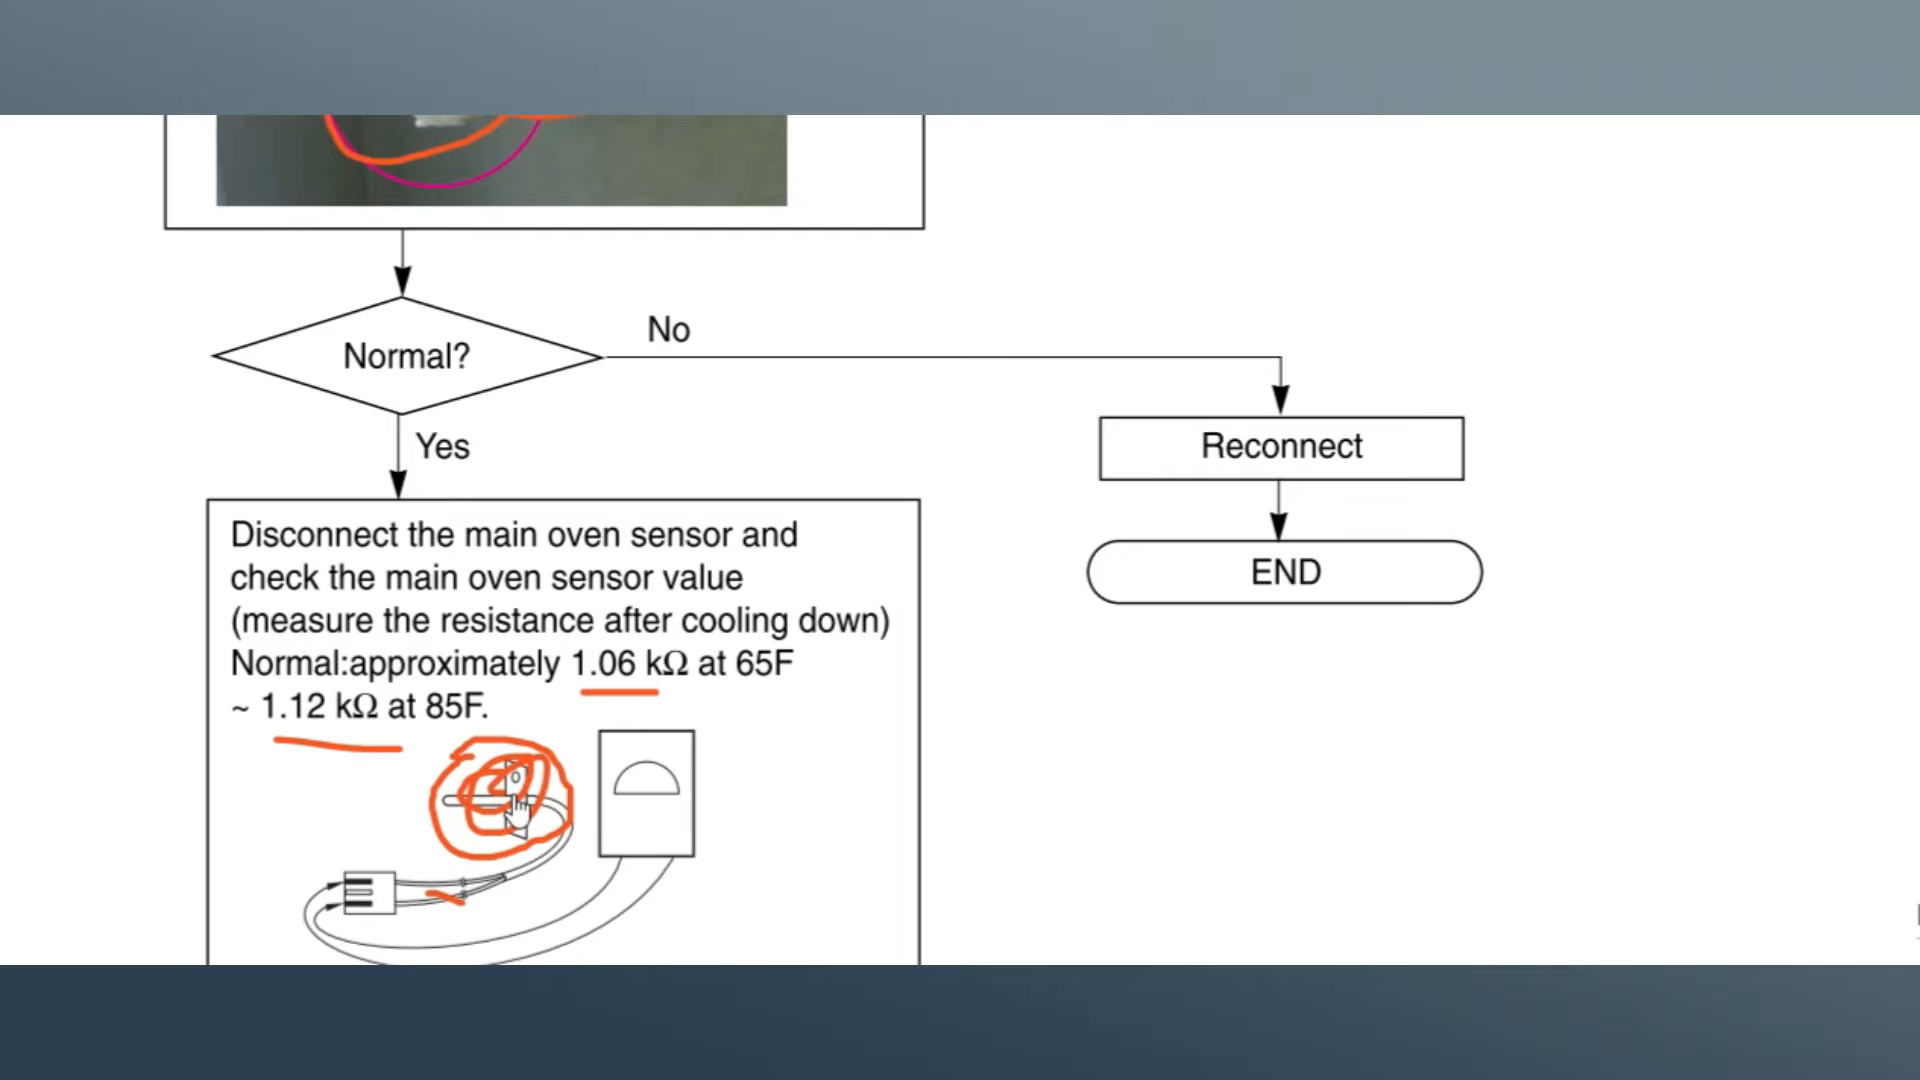 Normal?
No
Yes
Reconnect
END
Disconnect the main oven sensor and
check the main oven sensor value
(measure the resistance after cooling down)
Normal:approximately 1.06 kΩ at 65F
~ 1.12 kΩ at 85F.